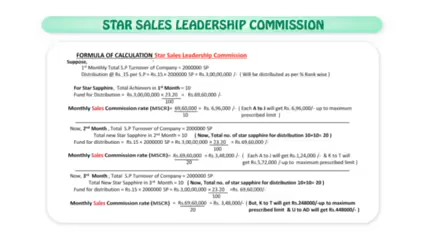 STAR SALES LEADERSHIP COMMISSION
FORMULA OF CALCULATION Star Sales Leadership Commission
Suppose,
1st Monthly Total S.P Turnover of Company = 2000000 SP
Distribution @ Rs. 15 per S.P = Rs.15 × 2000000 SP = Rs.3,00,00,000 /- ( Will be distributed as per % Rank wise )
For Star Sapphire, Total Achievers in 1st Month = 10
Fund for Distribution = Rs.3,00,00,000 × 23.20 = Rs.69,60,000/-
100
Monthly Sales Commission rate (MSCR)= 69,60,000 = Rs. 6,96,000/- ( Each A to J will get Rs. 6,96,000/- up to maximum
10 prescribed limit )
Now, 2nd Month , Total S.P Turnover of Company = 2000000 SP
Total new Star Sapphire in 2nd Month = 10 ( Now, Total no. of star sapphire for distribution 10+10= 20 )
Fund for distribution = Rs.15 × 2000000 SP = Rs.3,00,00,000 × 23.20 = Rs.69,60,000 /-
100
Monthly Sales Commission rate (MSCR) = Rs.69,60,000 = Rs. 3,48,000/- ( Each A to J will get Rs.1,24,000/- & K to T will
20 get Rs.5,72,000 /- up to maximum prescribed limit )
Now, 3rd Month , Total S.P Turnover of Company = 2000000 SP
Total New Star Sapphire in 3rd Month = 10 ( Now, Total no. of star sapphire for distribution 10+10= 20 )
Fund for distribution = Rs.15 × 2000000 SP = Rs.3,00,00,000 × 23.20 =Rs. 69,60,000/-
100
Monthly Sales Commission rate (MSCR) = Rs.69,60,000 = Rs. 3,48,000/- ( But, K to T will get Rs.248000/-up to maximum
20 prescribed limit & U to AD will get Rs.448000/- )